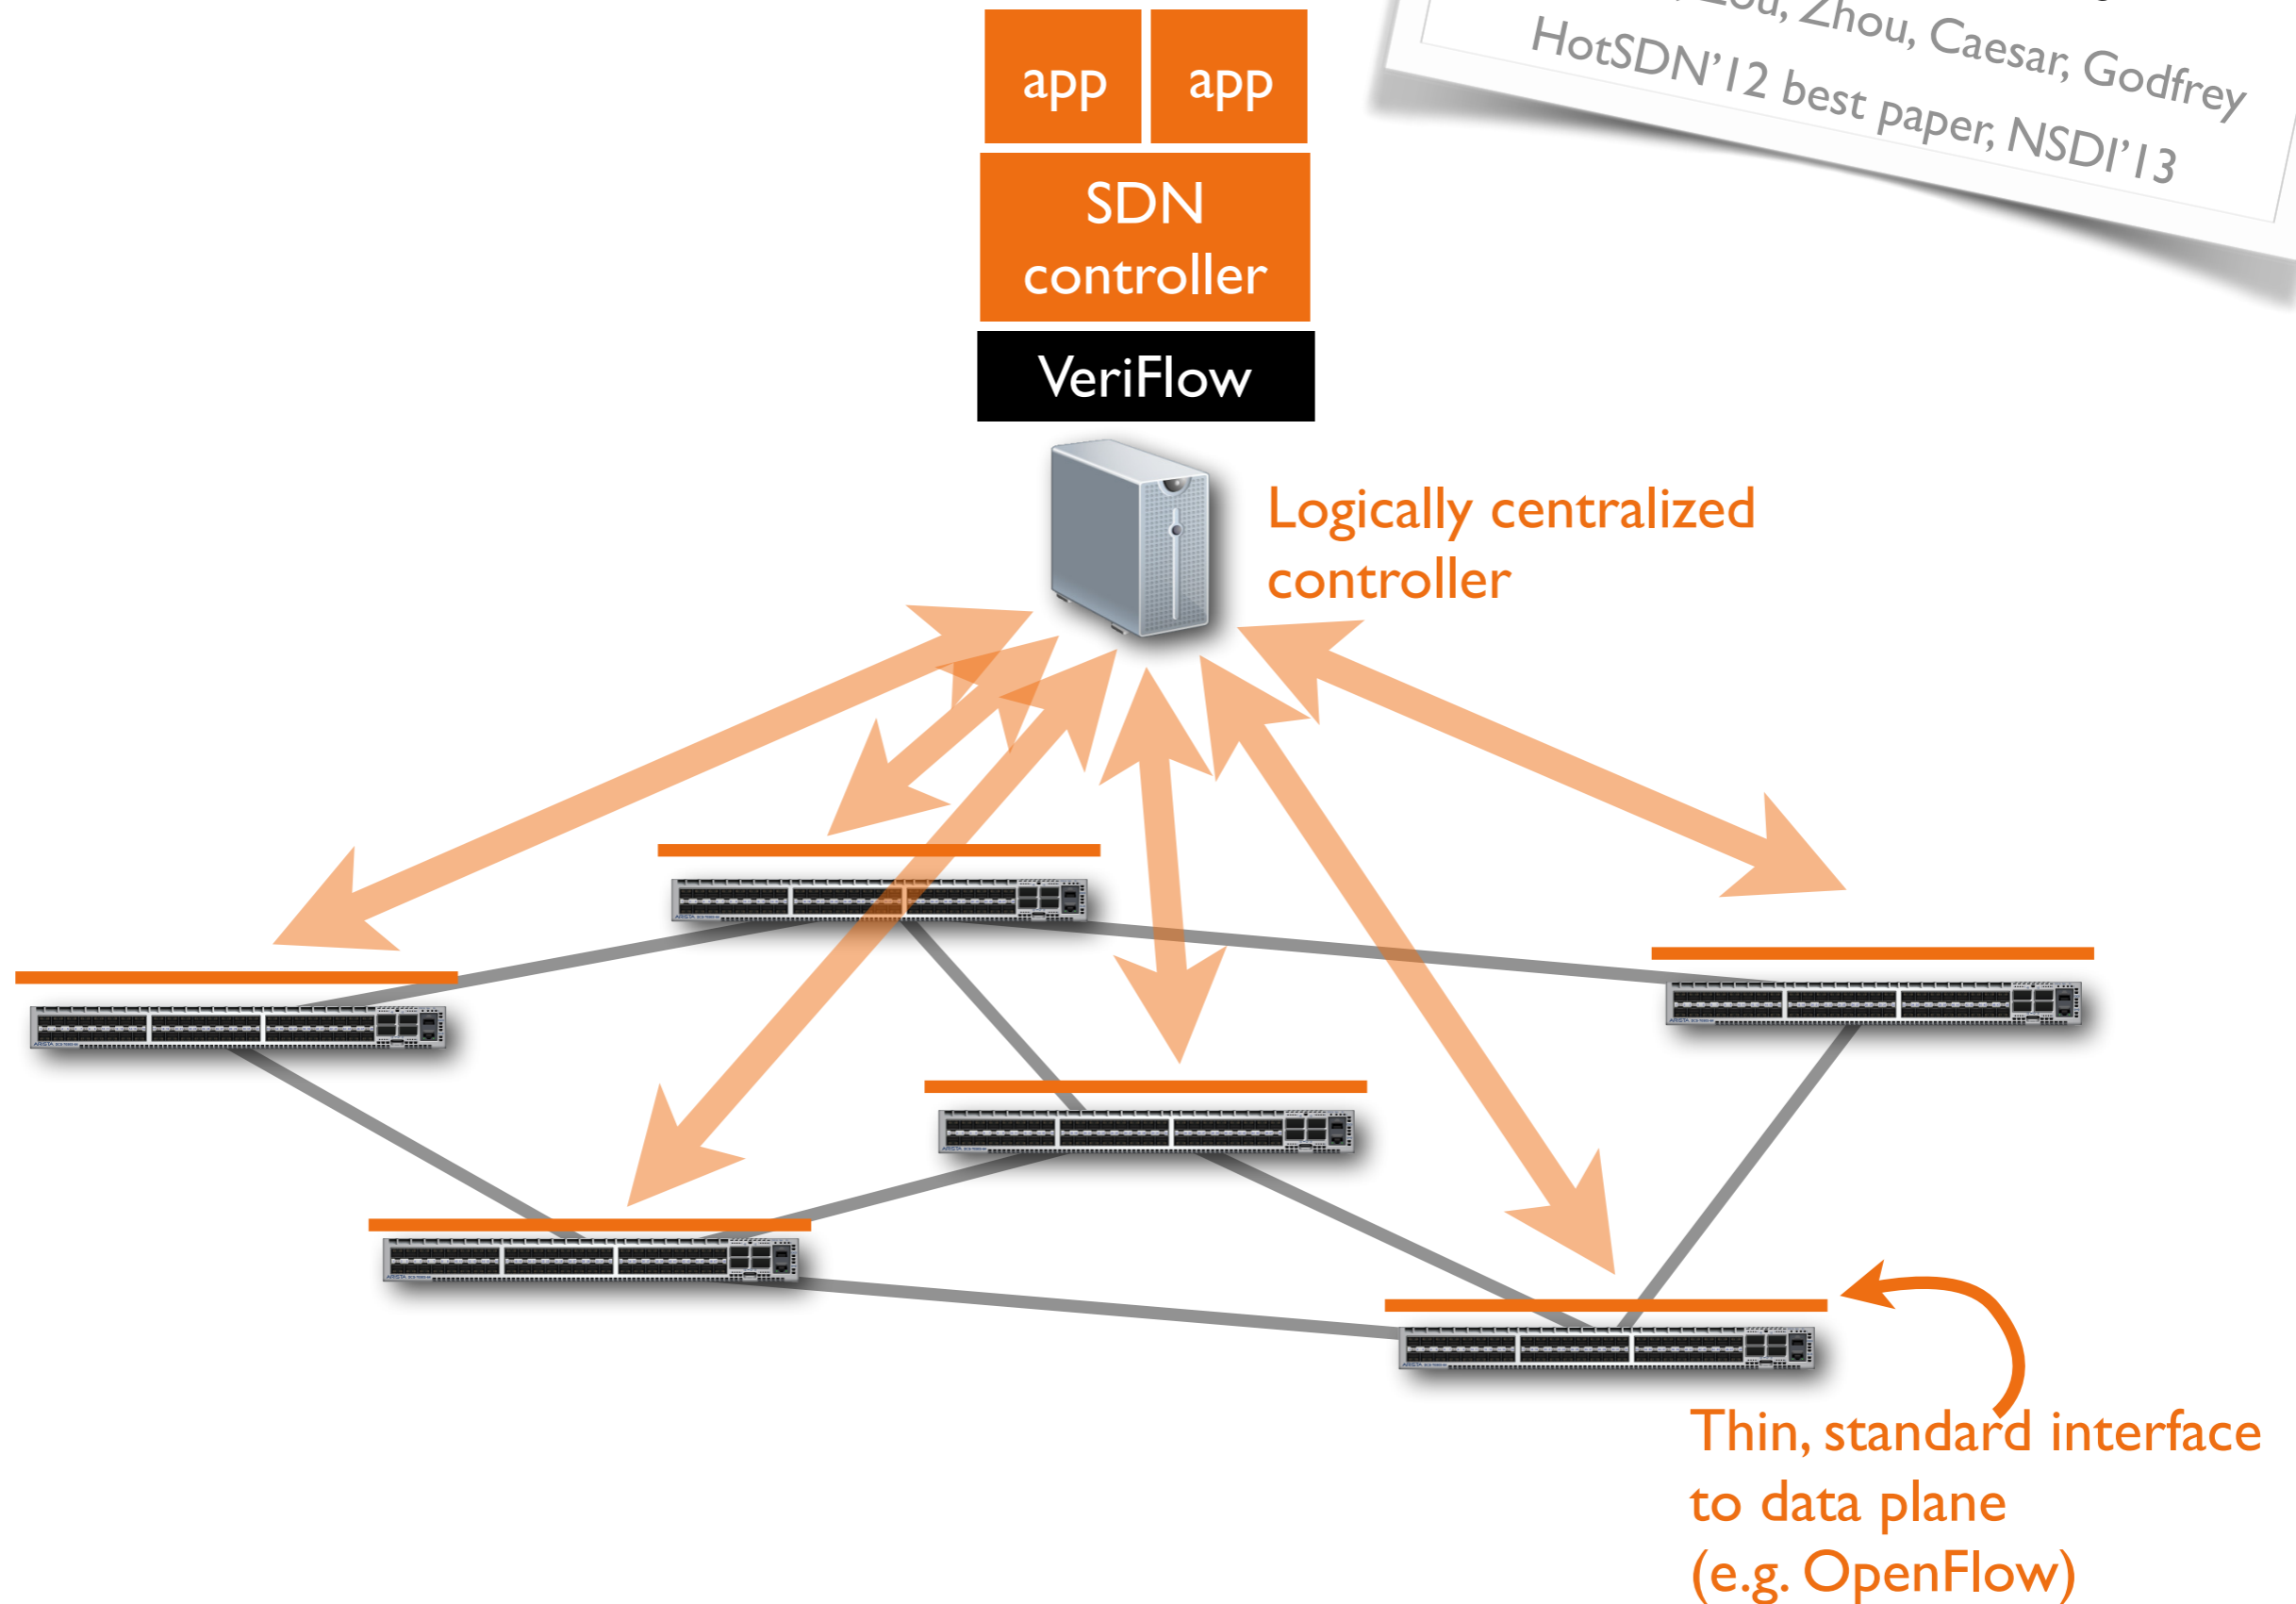 Zou, Zhou, Caesar, Godfrey
HotSDN'12 best paper, NSDI'13
app app
SDN
controller
VeriFlow
Logically centralized
controller
Thin, standard interface
to data plane
(e.g. OpenFlow)